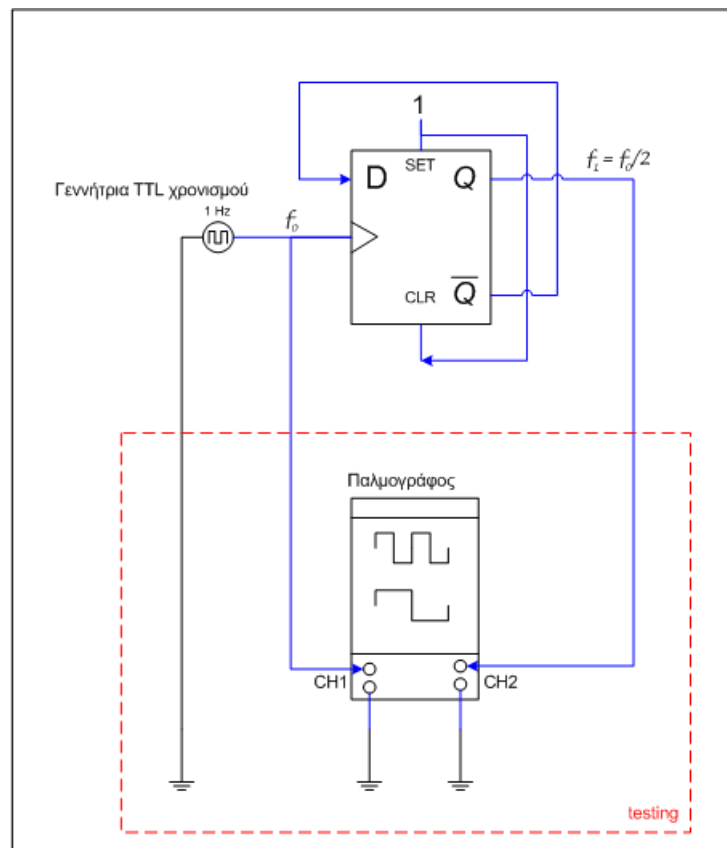 1
D
SET
Q
f₁ = f₀/2
Γεννήτρια TTL χρονισμού
1 Hz
f₀
CLR
Q̅
Παλμογράφος
CH1
CH2
testing